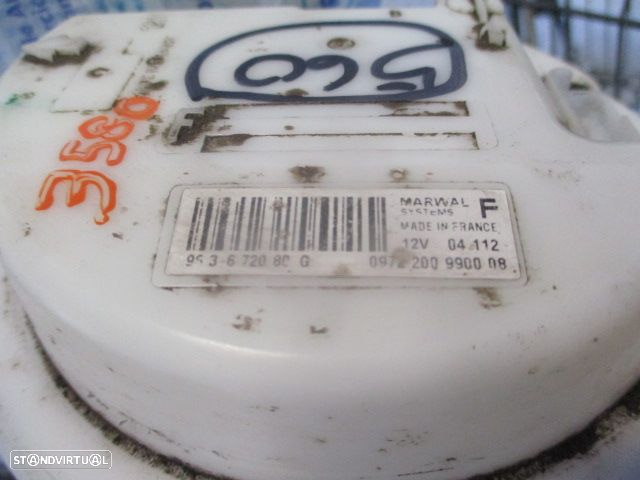 560
3580
F
MARWAL F
SYSTEMS
MADE IN FRANCE
12V 04 112
96 3-6 720 80 G 0972 200 9900 08
STANDVIRTUAL